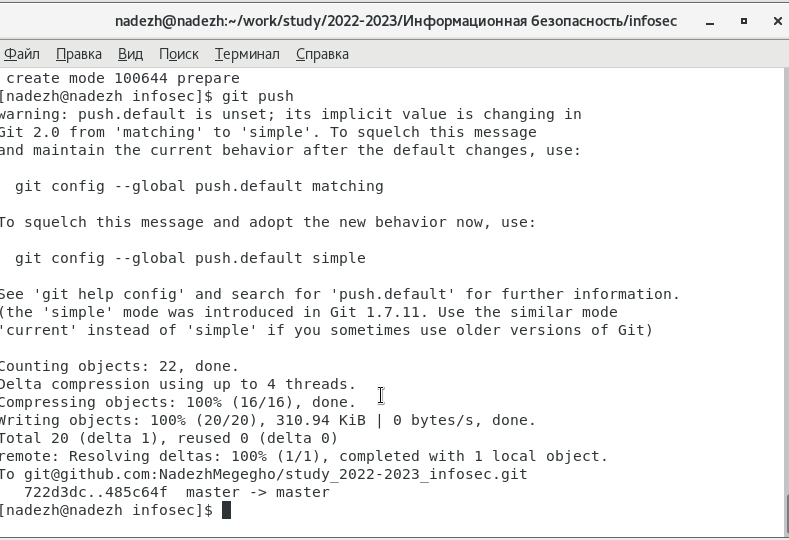 nadezh@nadezh:~/work/study/2022-2023/Информационная безопасность/infosec
Файл Правка Вид Поиск Терминал Справка
create mode 100644 prepare
[nadezh@nadezh infosec]$ git push
warning: push.default is unset; its implicit value is changing in
Git 2.0 from 'matching' to 'simple'. To squelch this message
and maintain the current behavior after the default changes, use:
git config --global push.default matching
To squelch this message and adopt the new behavior now, use:
git config --global push.default simple
See 'git help config' and search for 'push.default' for further information.
(the 'simple' mode was introduced in Git 1.7.11. Use the similar mode
'current' instead of 'simple' if you sometimes use older versions of Git)
Counting objects: 22, done.
Delta compression using up to 4 threads.
Compressing objects: 100% (16/16), done.
Writing objects: 100% (20/20), 310.94 KiB | 0 bytes/s, done.
Total 20 (delta 1), reused 0 (delta 0)
remote: Resolving deltas: 100% (1/1), completed with 1 local object.
To git@github.com:NadezhMegegho/study_2022-2023_infosec.git
722d3dc..485c64f  master -> master
[nadezh@nadezh infosec]$